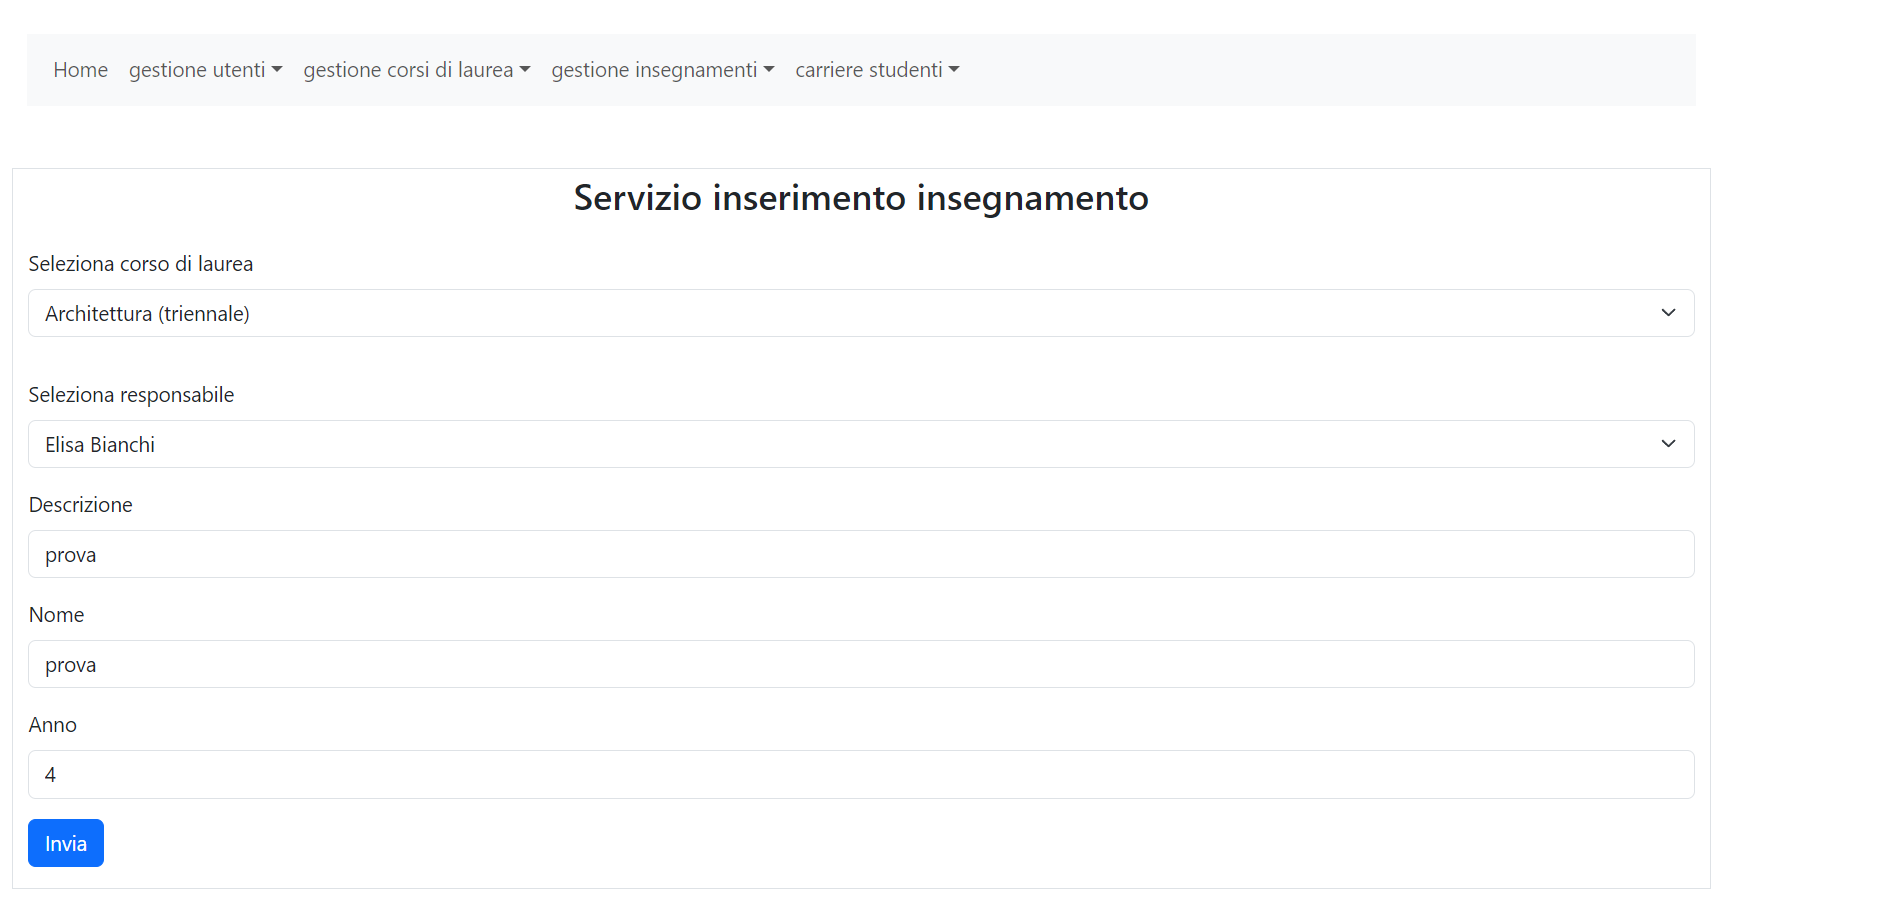 Home gestione utenti gestione corsi di laurea gestione insegnamenti carriere studenti
Servizio inserimento insegnamento
Seleziona corso di laurea
Architettura (triennale)
Seleziona responsabile
Elisa Bianchi
Descrizione
prova
Nome
prova
Anno
4
Invia